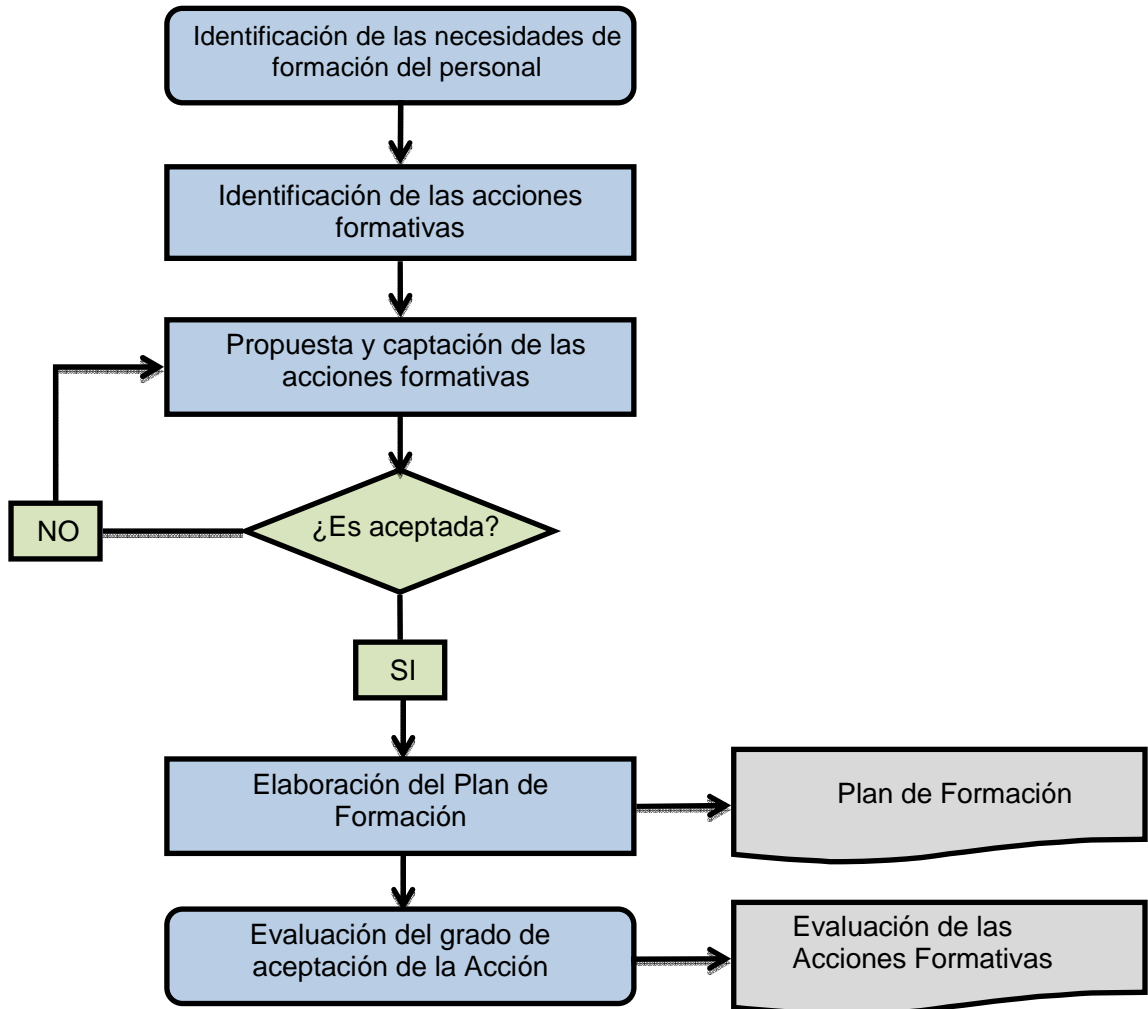 Identificación de las necesidades de
formación del personal
Identificación de las acciones
formativas
Propuesta y captación de las
acciones formativas
¿Es aceptada?
NO
SI
Elaboración del Plan de
Formación
Plan de Formación
Evaluación del grado de
aceptación de la Acción
Evaluación de las
Acciones Formativas